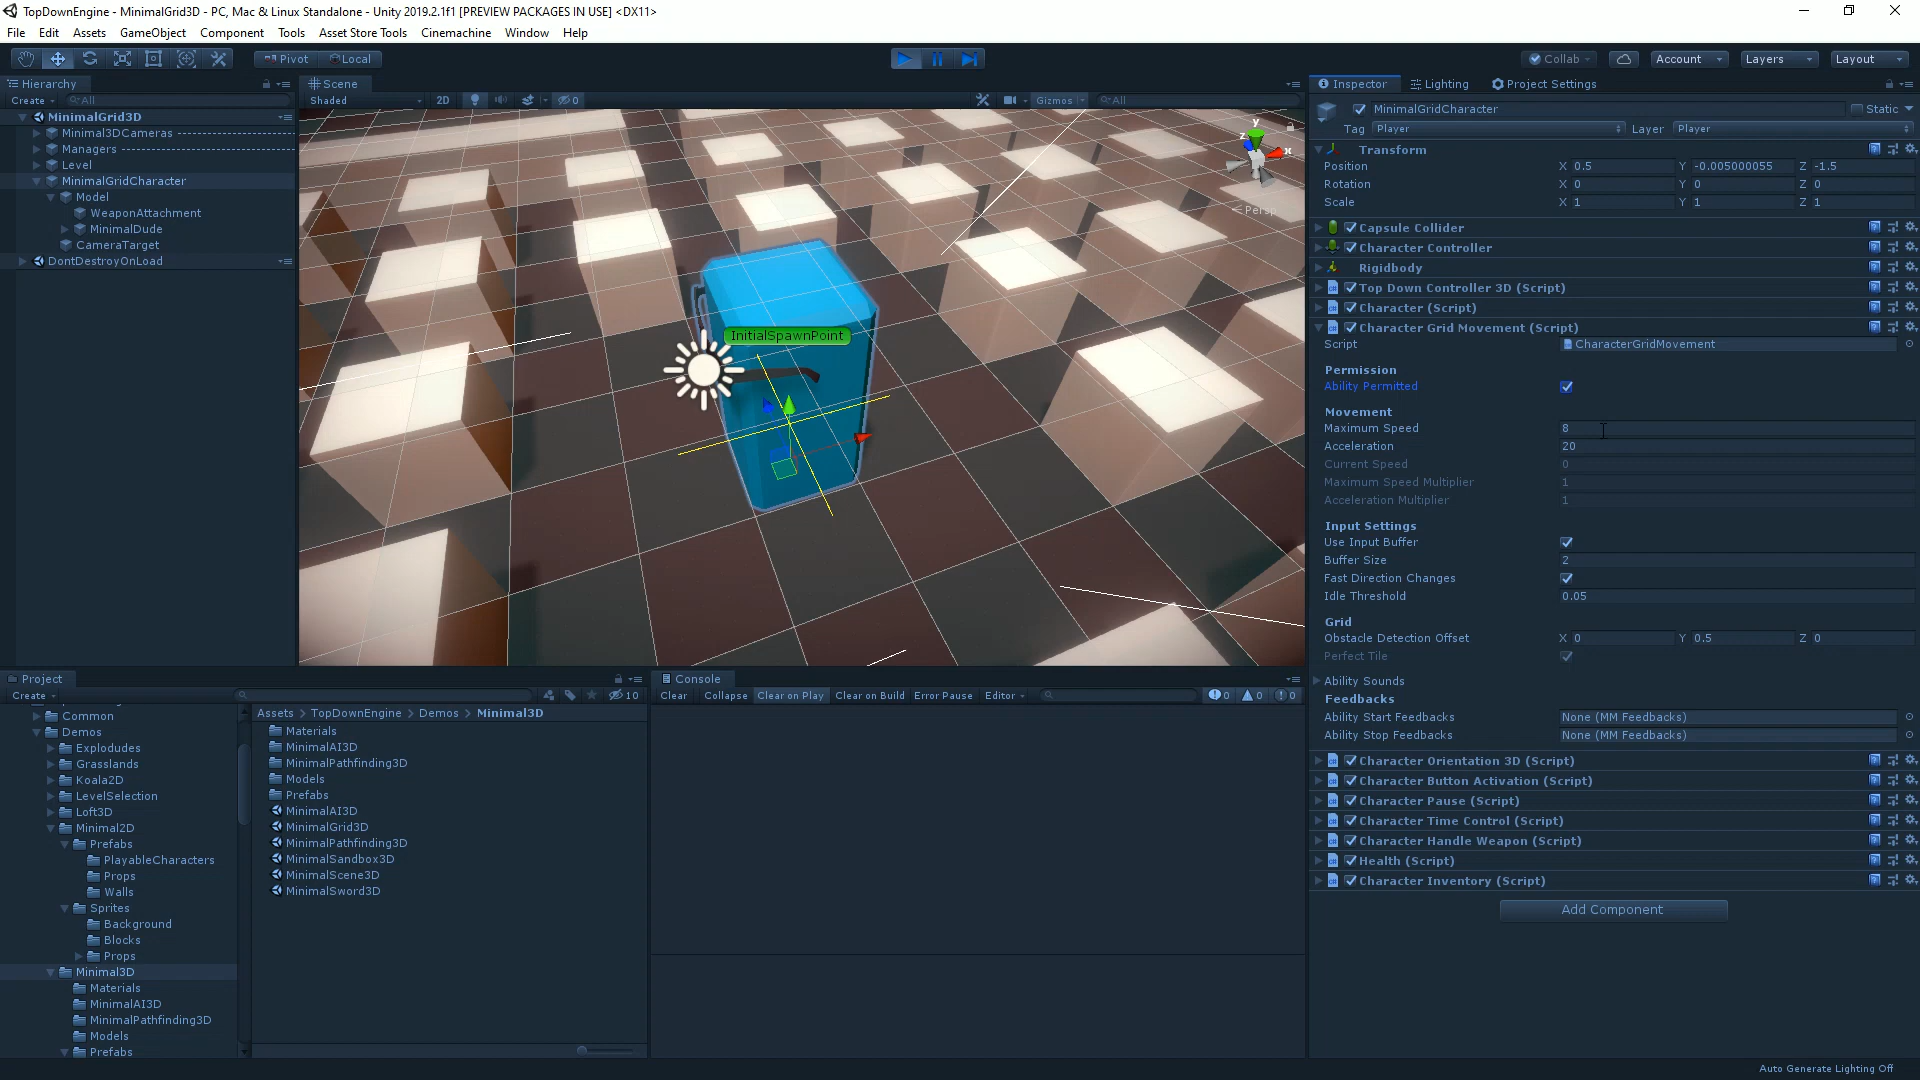 TopDownEngine - MinimalGrid3D - PC, Mac & Linux Standalone - Unity 2019.2.1f1 [PREVIEW PACKAGES IN USE] <DX11>
File Edit Assets GameObject Component Tools Asset Store Tools Cinemachine Window Help
Pivot Local Collab Account Layers Layout
Hierarchy
Create All
MinimalGrid3D
Minimal3DCameras
Managers
Level
MinimalGridCharacter
Model
WeaponAttachment
MinimalDude
CameraTarget
DontDestroyOnLoad
Scene
Shaded 2D 0 Gizmos All
y
z
x
Persp
InitialSpawnPoint
Inspector Lighting Project Settings
MinimalGridCharacter Static
Tag Player Layer Player
Transform
Position X 0.5 Y -0.005000055 Z -1.5
Rotation X 0 Y 0 Z 0
Scale X 1 Y 1 Z 1
Capsule Collider
Character Controller
Rigidbody
Top Down Controller 3D (Script)
Character (Script)
Character Grid Movement (Script)
Script CharacterGridMovement
Permission
Ability Permitted
Movement
Maximum Speed 8
Acceleration 20
Current Speed 0
Maximum Speed Multiplier 1
Acceleration Multiplier 1
Input Settings
Use Input Buffer
Buffer Size 2
Fast Direction Changes
Idle Threshold 0.05
Grid
Obstacle Detection Offset X 0 Y 0.5 Z 0
Perfect Tile
Ability Sounds
Feedbacks
Ability Start Feedbacks None (MM Feedbacks)
Ability Stop Feedbacks None (MM Feedbacks)
Character Orientation 3D (Script)
Character Button Activation (Script)
Character Pause (Script)
Character Time Control (Script)
Character Handle Weapon (Script)
Health (Script)
Character Inventory (Script)
Add Component
Project
Create 10
Common
Demos
Explodudes
Grasslands
Koala2D
LevelSelection
Loft3D
Minimal2D
Prefabs
PlayableCharacters
Props
Walls
Sprites
Background
Blocks
Props
Minimal3D
Materials
MinimalAI3D
MinimalPathfinding3D
Models
Prefabs
Assets > TopDownEngine > Demos > Minimal3D
Materials
MinimalAI3D
MinimalPathfinding3D
Models
Prefabs
MinimalAI3D
MinimalGrid3D
MinimalPathfinding3D
MinimalSandbox3D
MinimalScene3D
MinimalSword3D
Console
Clear Collapse Clear on Play Clear on Build Error Pause Editor 0 0 0
Auto Generate Lighting Off